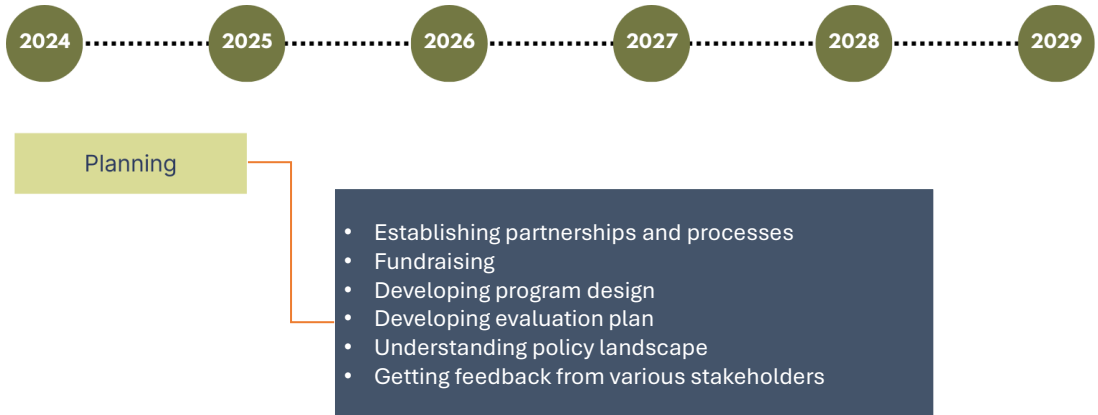 2024 2025 2026 2027 2028 2029
Planning
• Establishing partnerships and processes
• Fundraising
• Developing program design
• Developing evaluation plan
• Understanding policy landscape
• Getting feedback from various stakeholders